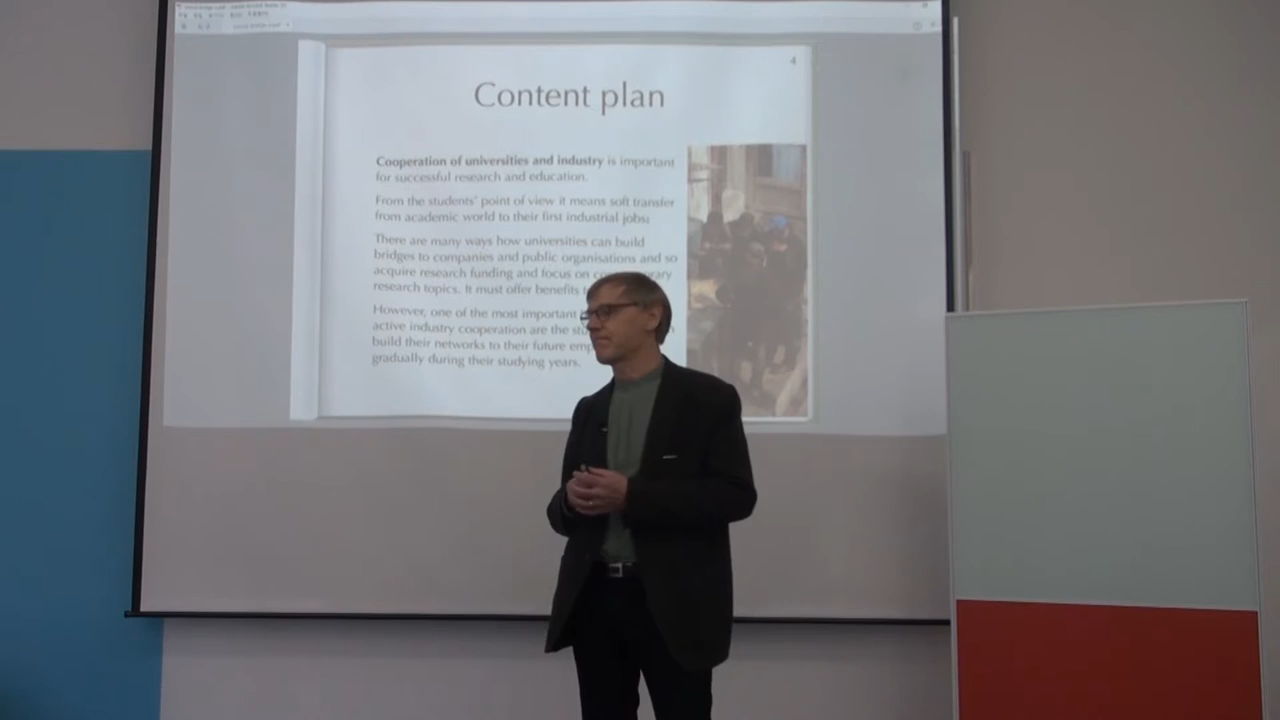 4
Content plan
Cooperation of universities and industry is important
for successful research and education.
From the students' point of view it means soft transfer
from academic world to their first industrial jobs;
There are many ways how universities can build
bridges to companies and public organisations and so
acquire research funding and focus on
research topics. It must offer benefits
However, one of the most important
active industry cooperation are the
build their networks to their future
gradually during their studying years.